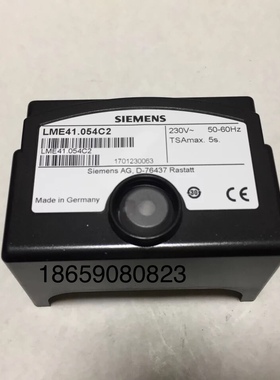 SIEMENS
LME41.054C2
230V~ 50-60Hz
TSAmax. 5s.
LME41.054C2
1701230063
Siemens AG, D-76437 Rastatt
Made in Germany
CE
18659080823